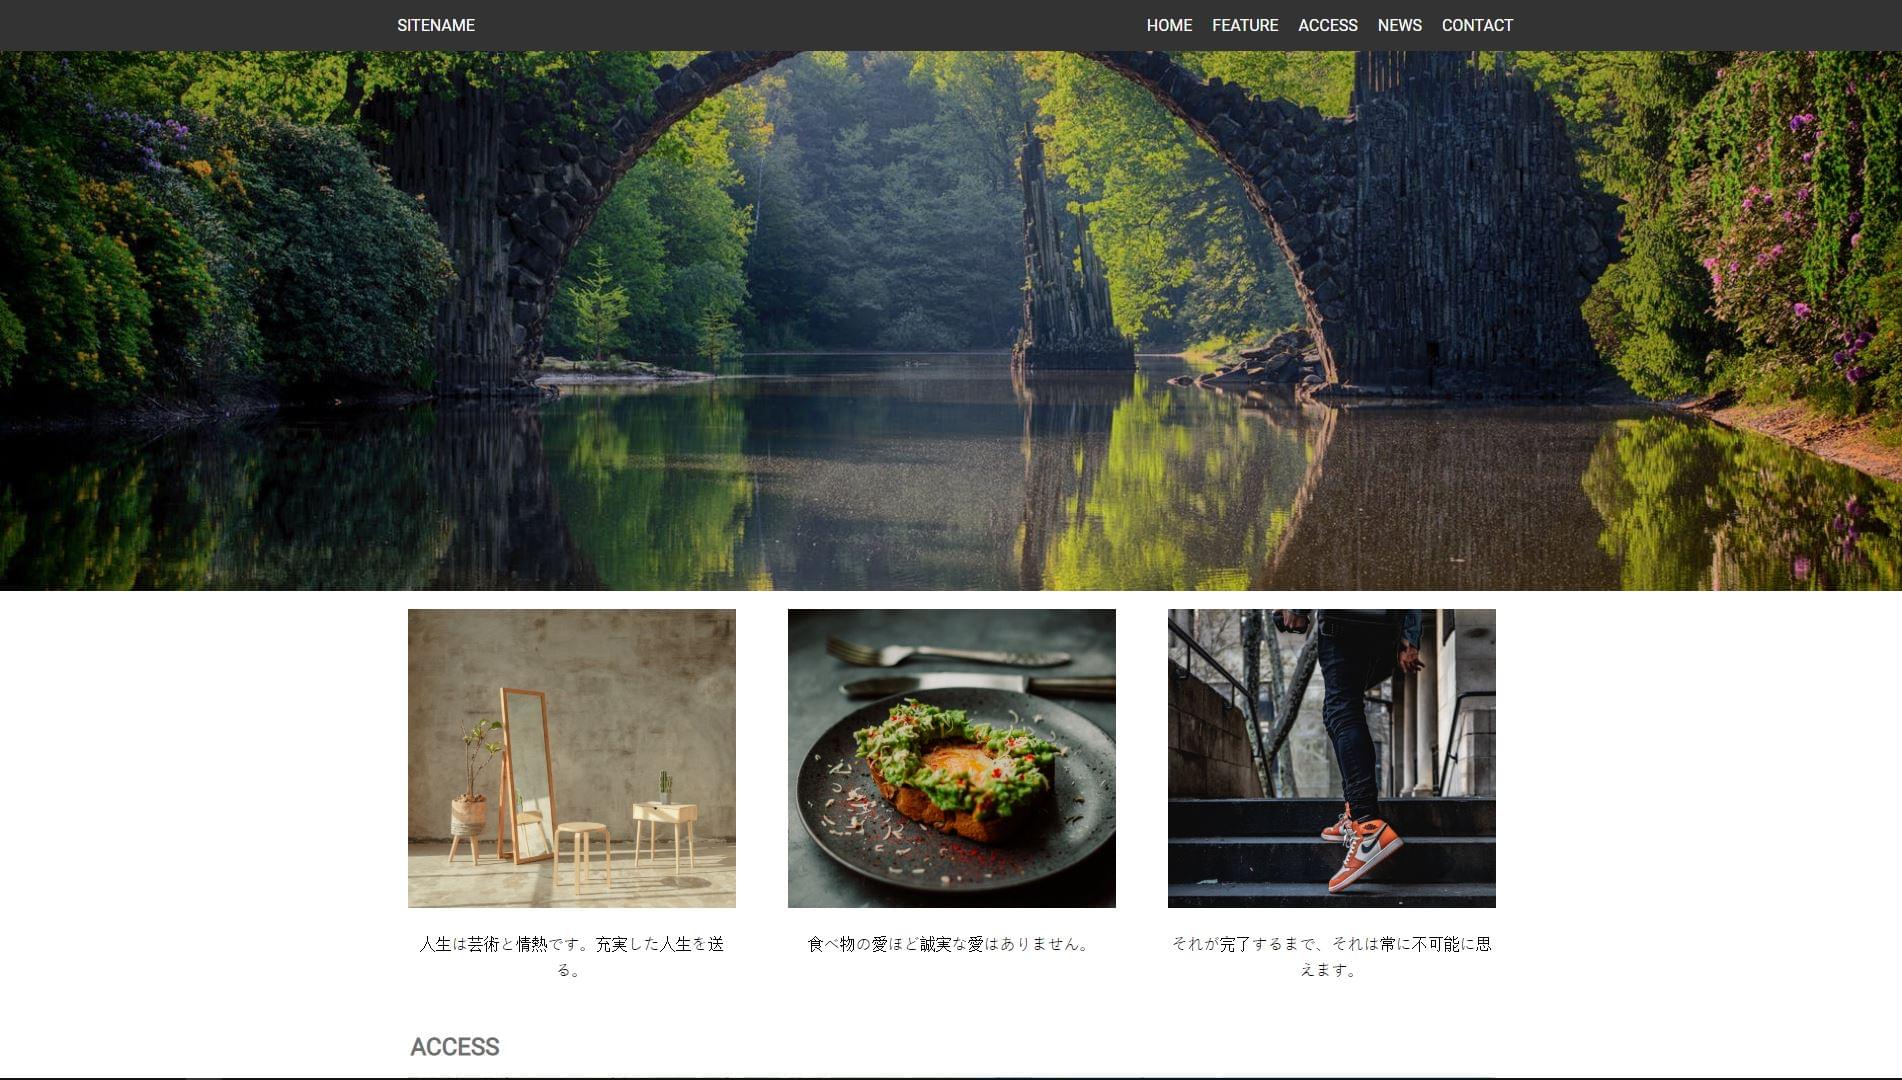 SITENAME
HOME FEATURE ACCESS NEWS CONTACT
人生は芸術と情熱です。充実した人生を送
る。
食べ物の愛ほど誠実な愛はありません。
それが完了するまで、それは常に不可能に思
えます。
ACCESS